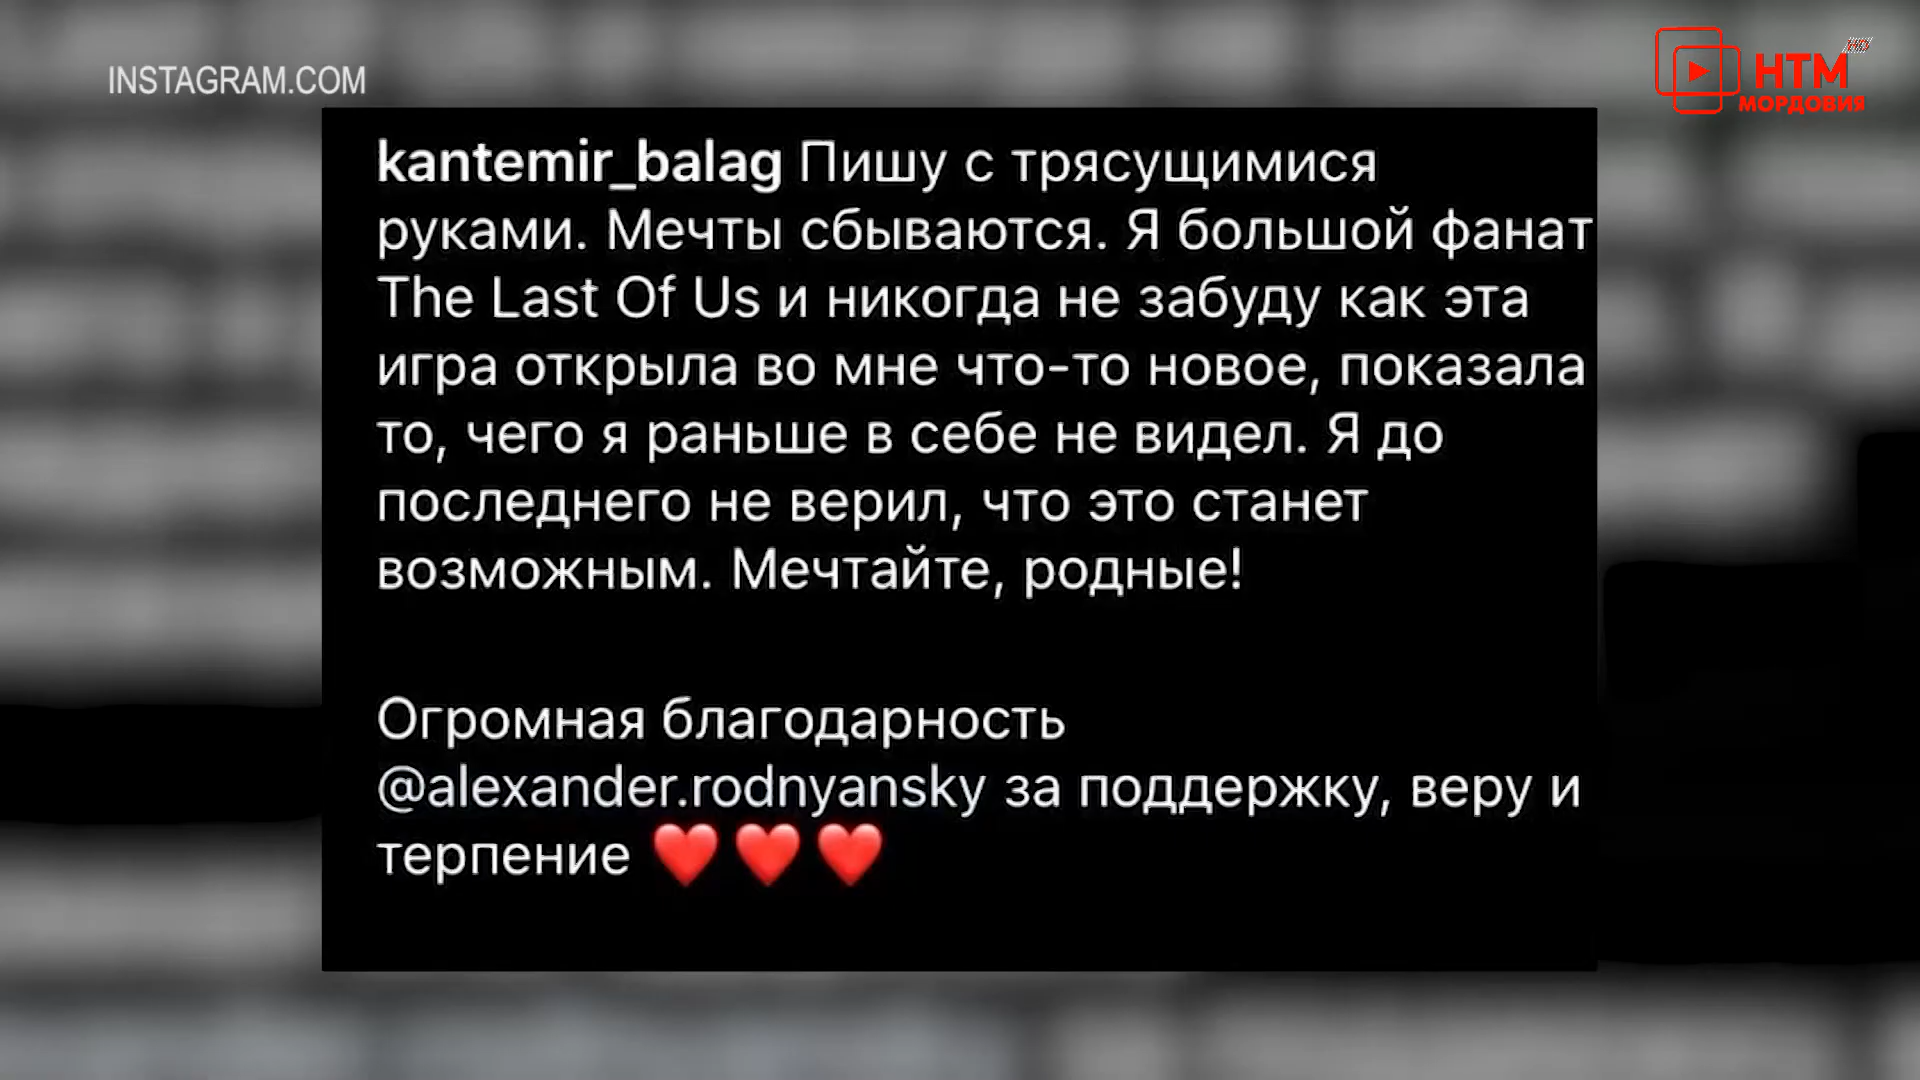 INSTAGRAM.COM
HD
НТМ
МОРДОВИЯ
kantemir_balag Пишу с трясущимися
руками. Мечты сбываются. Я большой фанат
The Last Of Us и никогда не забуду как эта
игра открыла во мне что-то новое, показала
то, чего я раньше в себе не видел. Я до
последнего не верил, что это станет
возможным. Мечтайте, родные!
Огромная благодарность
@alexander.rodnyansky за поддержку, веру и
терпение ❤️❤️❤️